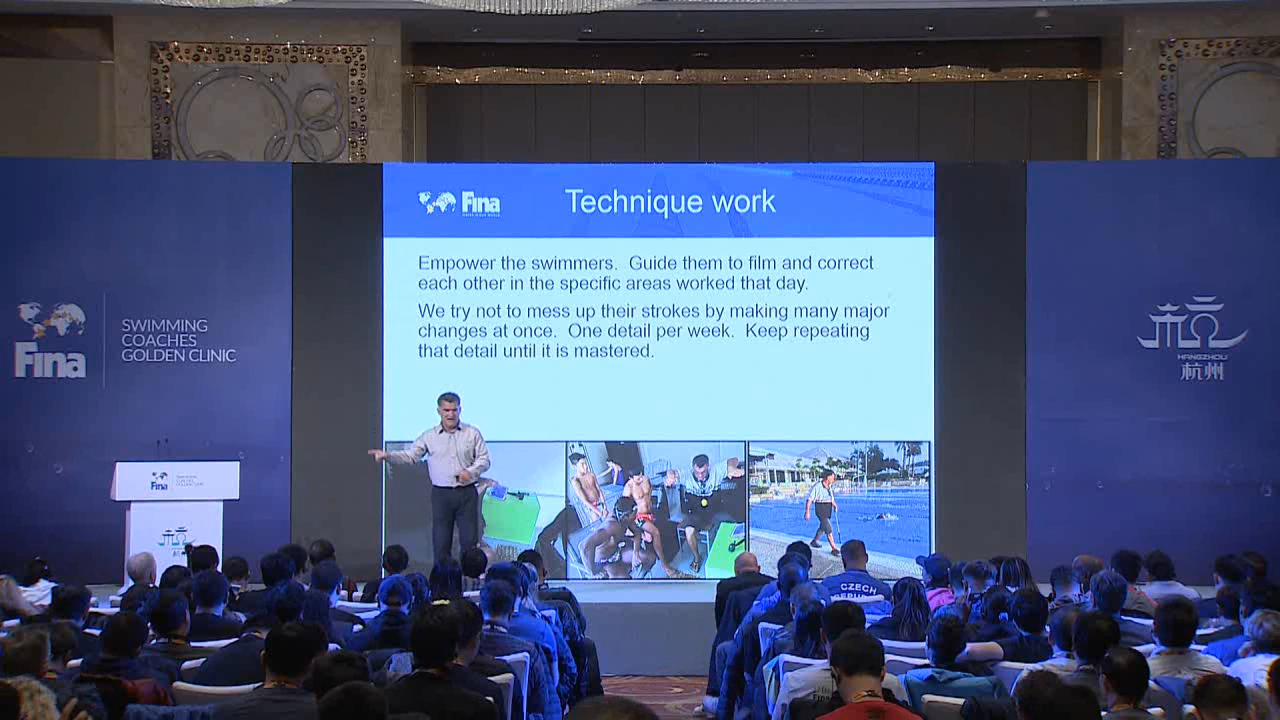 Fina
Technique work
Empower the swimmers.  Guide them to film and correct
each other in the specific areas worked that day.
We try not to mess up their strokes by making many major
changes at once.  One detail per week.  Keep repeating
that detail until it is mastered.
Fina
SWIMMING
COACHES
GOLDEN CLINIC
HANGZHOU
杭州
Fina
CZECH
REPUBLIC
Fina